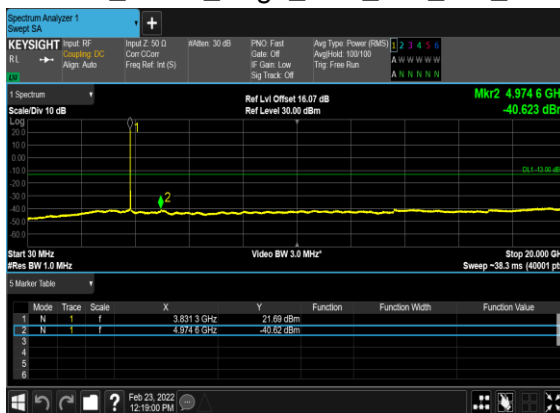 Spectrum Analyzer 1
Swept SA
KEYSIGHT Input: RF Input Z: 50 Ω #Atten: 30 dB PNO: Fast Avg Type: Power (RMS) 1 2 3 4 5 6
RL Coupling: DC Corr CCorr Gate: Off Avg|Hold: 100/100 A W W W W W
Align: Auto Freq Ref: Int (S) IF Gain: Low Trig: Free Run
Sig Track: Off A N N N N N
1 Spectrum Ref Lvl Offset 16.07 dB Mkr2 4.974 6 GH
Scale/Div 10 dB Ref Level 30.00 dBm -40.623 dBr
Log
20.0
10.0
0.00
-10.0
DL1 -13.00 dB
-20.0
-30.0
-40.0
-50.0
-60.0
1
2
Start 30 MHz Video BW 3.0 MHz* Stop 20.000 GH
#Res BW 1.0 MHz Sweep ~38.3 ms (40001 pt
5 Marker Table
Mode Trace Scale X Y Function Function Width Function Value
1 N 1 f 3.831 3 GHz 21.69 dBm
2 N 1 f 4.974 6 GHz -40.62 dBm
3
4
5
6
? Feb 23, 2022
12:19:00 PM